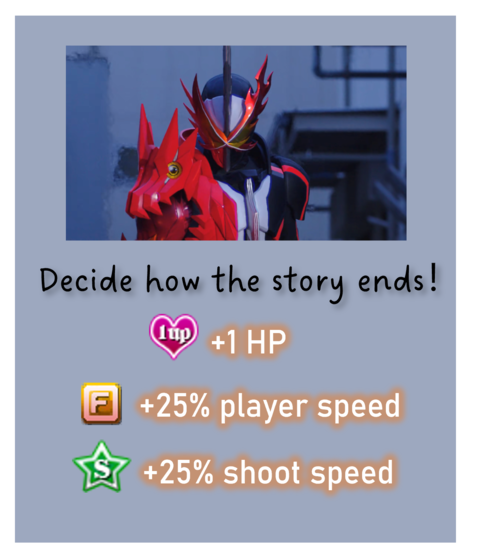 Decide how the story ends!
1up +1 HP
F +25% player speed
S +25% shoot speed